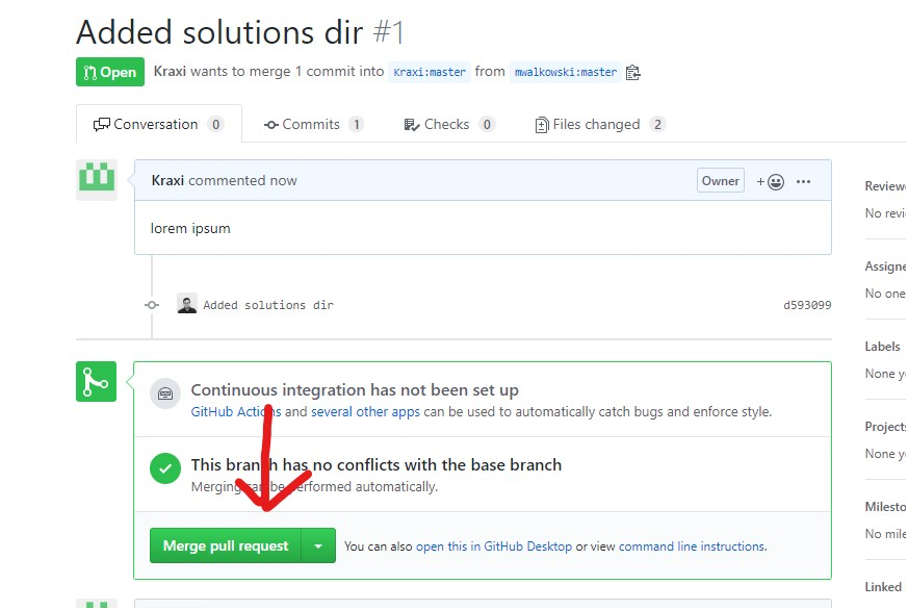 Added solutions dir #1
Open Kraxi wants to merge 1 commit into Kraxi:master from mwalkowski:master
Conversation 0 Commits 1 Checks 0 Files changed 2
Kraxi commented now Owner
lorem ipsum
Added solutions dir d593099
Continuous integration has not been set up
GitHub Actions and several other apps can be used to automatically catch bugs and enforce style.
This branch has no conflicts with the base branch
Merging can be performed automatically.
Merge pull request You can also open this in GitHub Desktop or view command line instructions.
Reviewe
No revi
Assigne
No one
Labels
None ye
Projects
None ye
Milesto
No mile
Linked